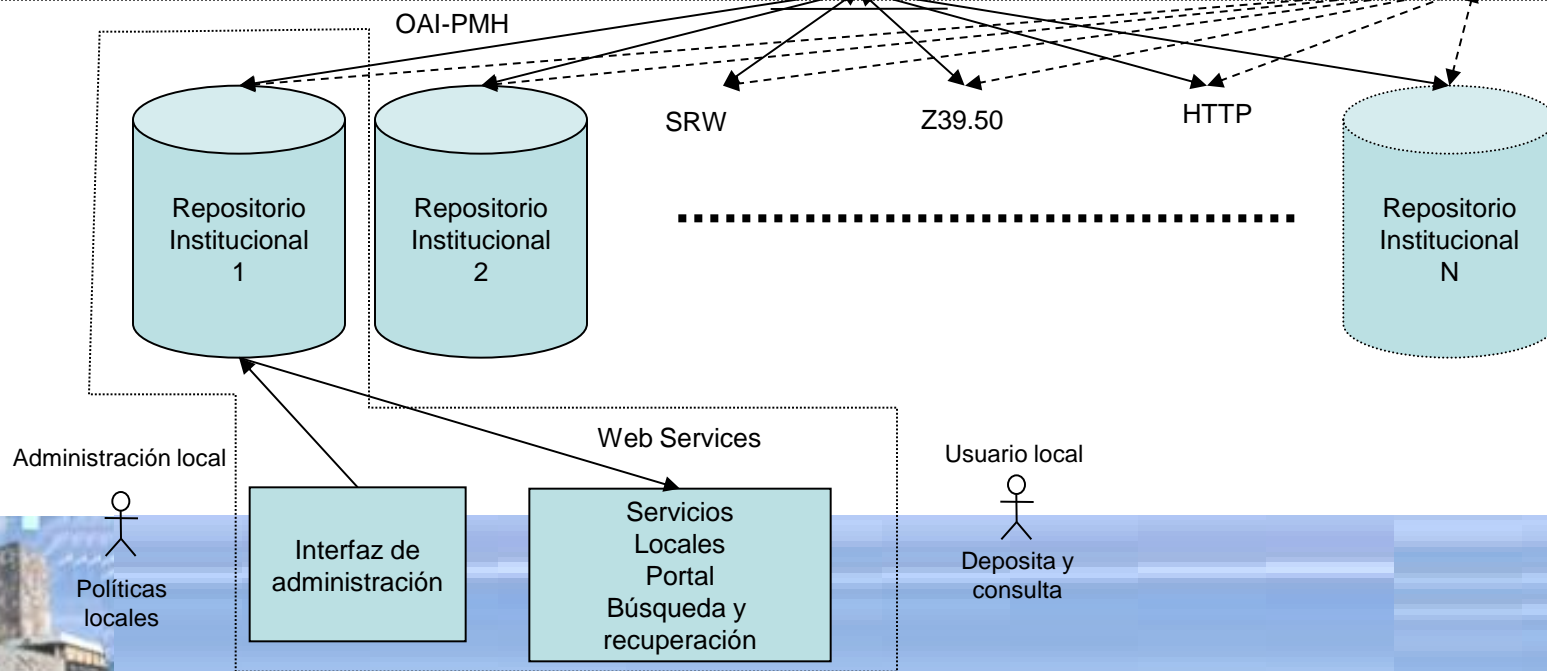 OAI-PMH
SRW
Z39.50
HTTP
Repositorio
Institucional
1
Repositorio
Institucional
2
Repositorio
Institucional
N
Web Services
Administración local
Usuario local
Políticas
locales
Interfaz de
administración
Servicios
Locales
Portal
Búsqueda y
recuperación
Deposita y
consulta